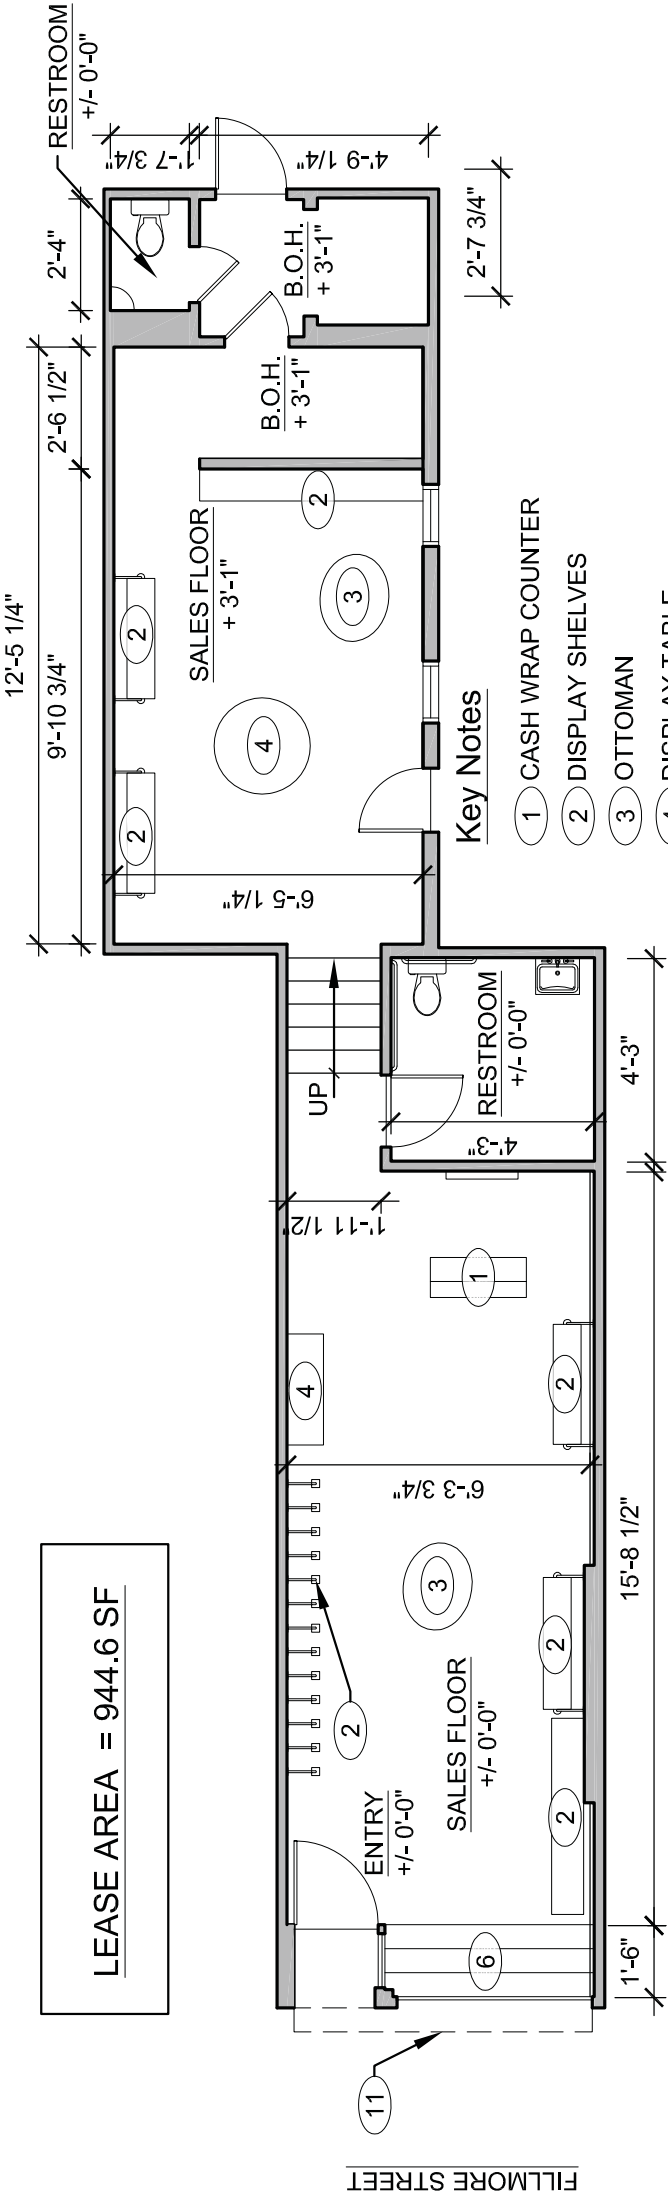 RESTROOM
+/- 0'-0"
2'-4"
1'-7 3/4"
4'-9 1/4"
2'-7 3/4"
B.O.H.
+ 3'-1"
B.O.H.
+ 3'-1"
12'-5 1/4"
2'-6 1/2"
9'-10 3/4"
SALES FLOOR
+ 3'-1"
2
2
2
3
4
6'-5 1/4"
Key Notes
1 CASH WRAP COUNTER
2 DISPLAY SHELVES
3 OTTOMAN
4 DISPLAY TABLE
UP
RESTROOM
+/- 0'-0"
4'-3"
4'-3"
1'-11 1/2"
1
4
2
6'-3 3/4"
15'-8 1/2"
LEASE AREA = 944.6 SF
3
2
2
2
SALES FLOOR
+/- 0'-0"
ENTRY
+/- 0'-0"
6
1'-6"
11
FILLMORE STREET